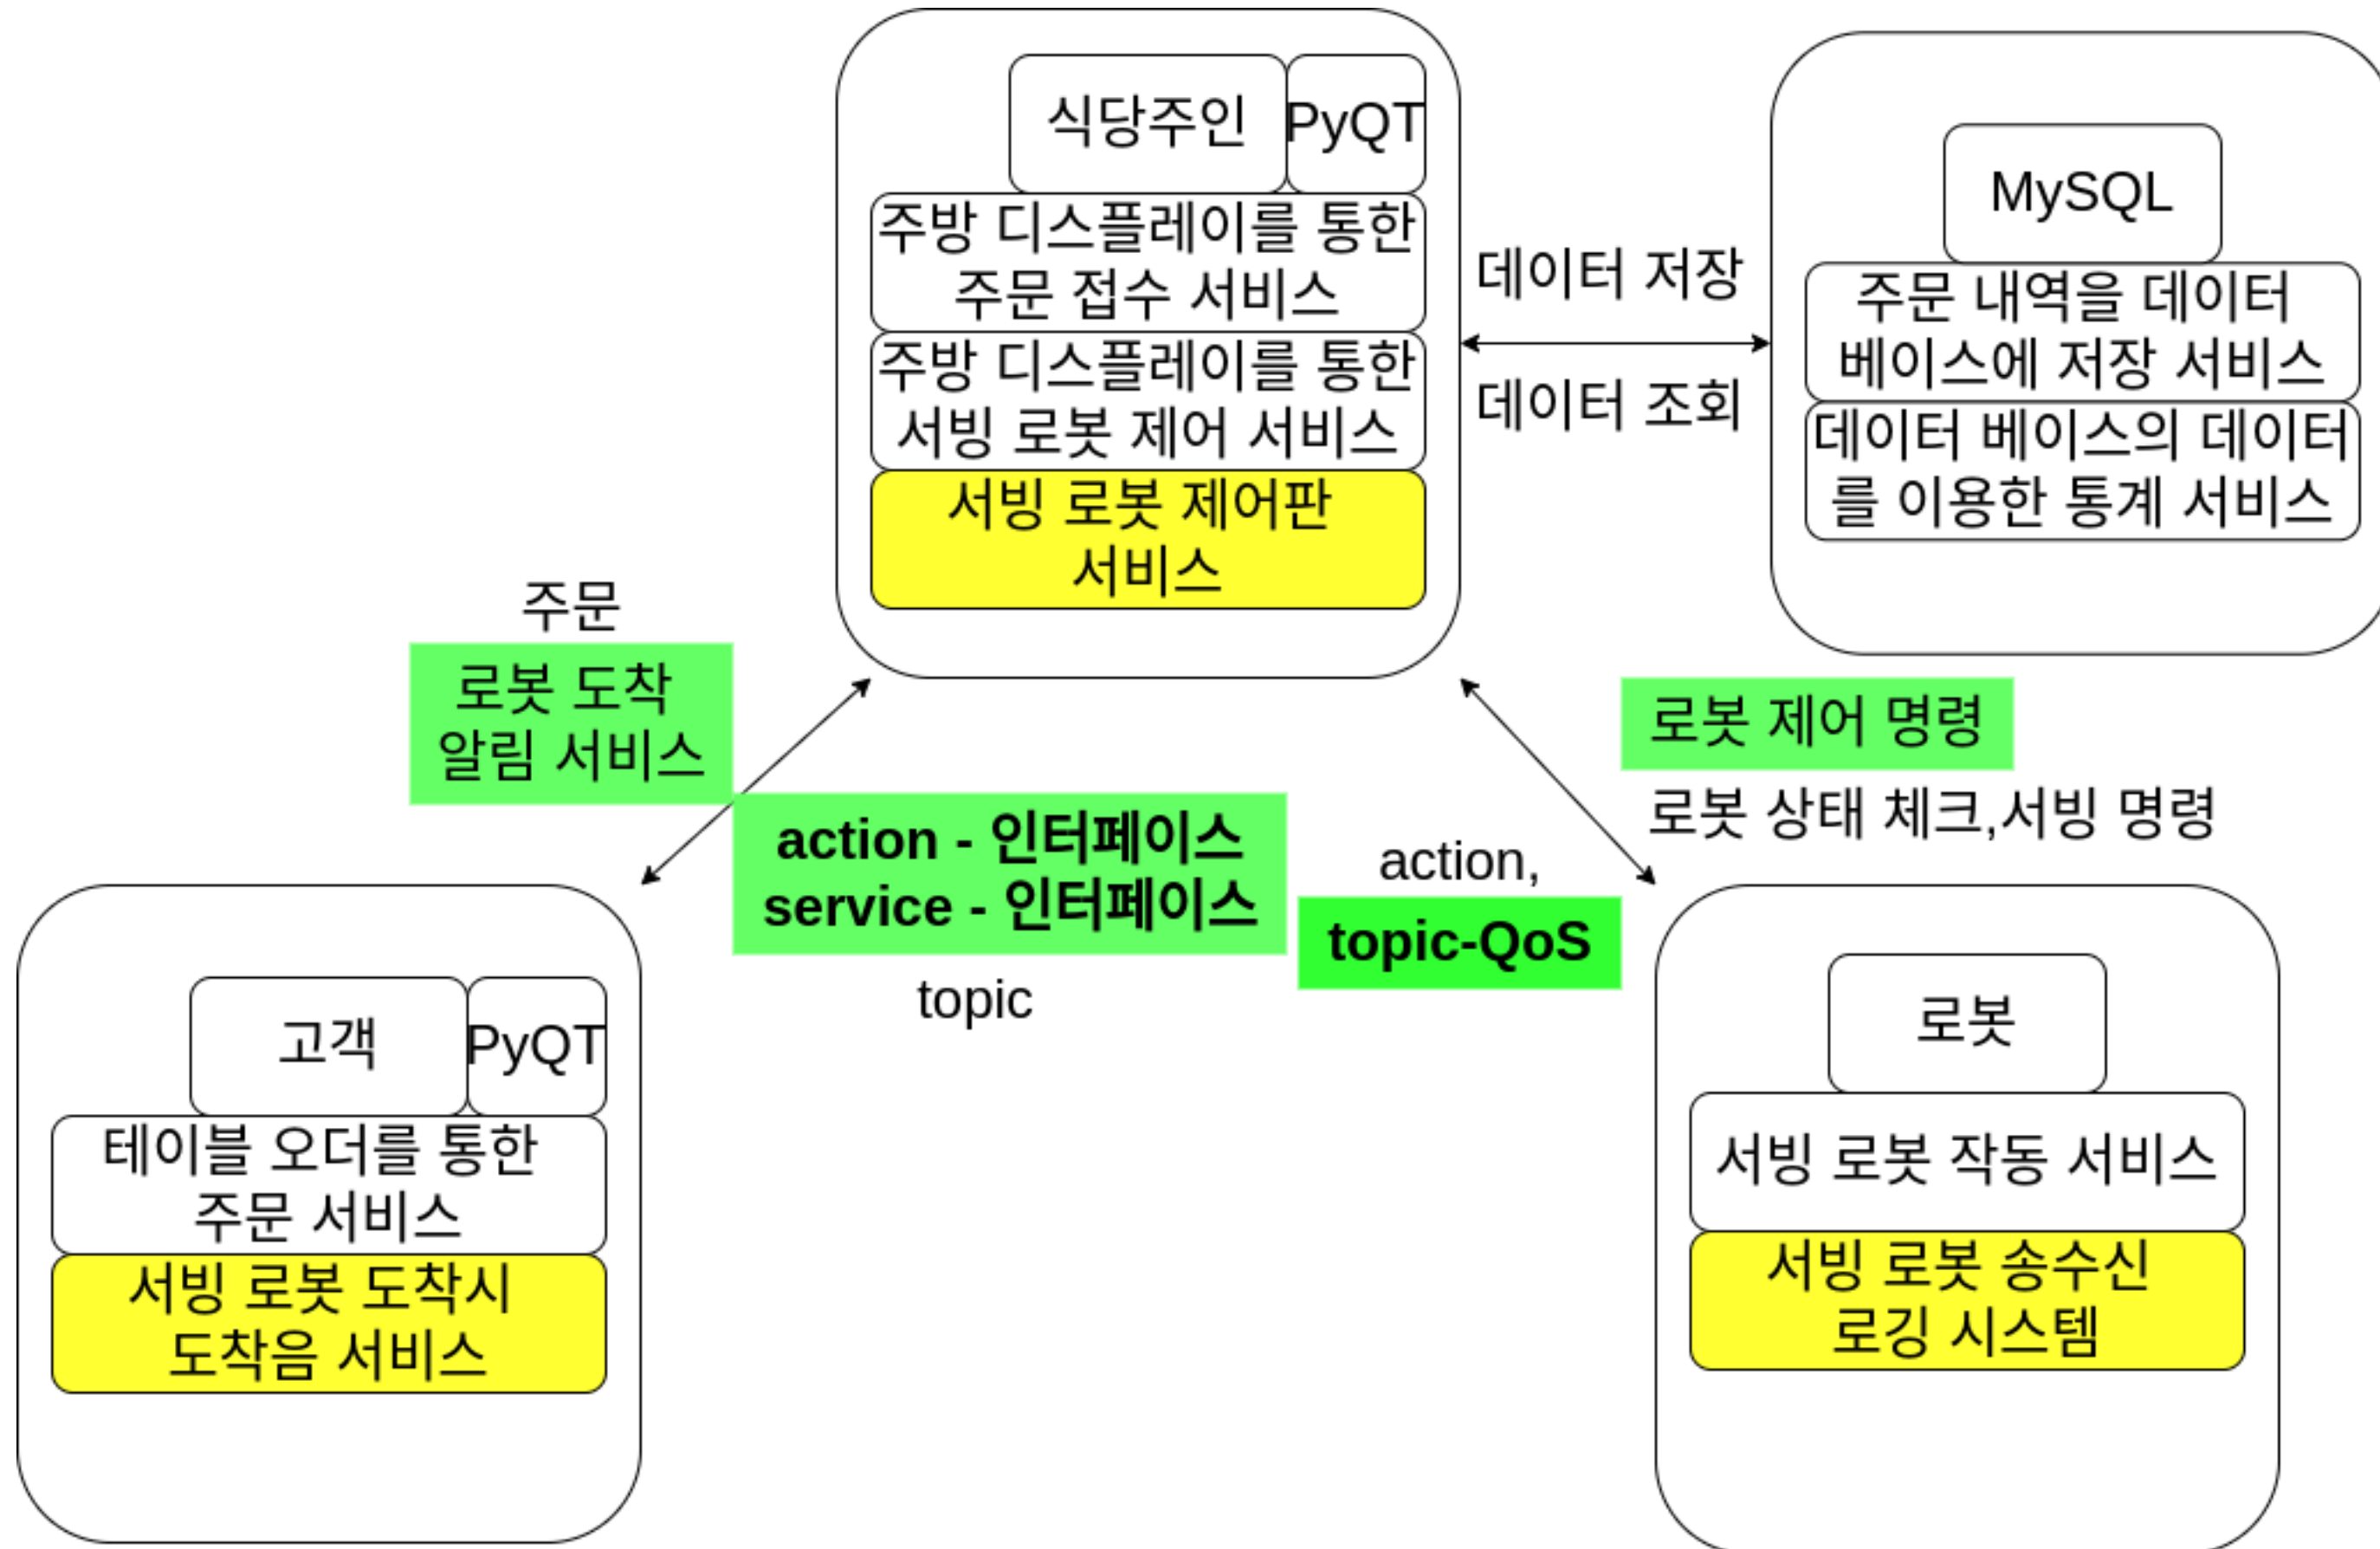 식당주인
PyQT
주방 디스플레이를 통한
주문 접수 서비스
주방 디스플레이를 통한
서빙 로봇 제어 서비스
서빙 로봇 제어판
서비스
데이터 저장
데이터 조회
MySQL
주문 내역을 데이터
베이스에 저장 서비스
데이터 베이스의 데이터
를 이용한 통계 서비스
주문
로봇 도착
알림 서비스
action - 인터페이스
service - 인터페이스
topic
로봇 제어 명령
로봇 상태 체크,서빙 명령
action,
topic-QoS
고객
PyQT
테이블 오더를 통한
주문 서비스
서빙 로봇 도착시
도착음 서비스
로봇
서빙 로봇 작동 서비스
서빙 로봇 송수신
로깅 시스템